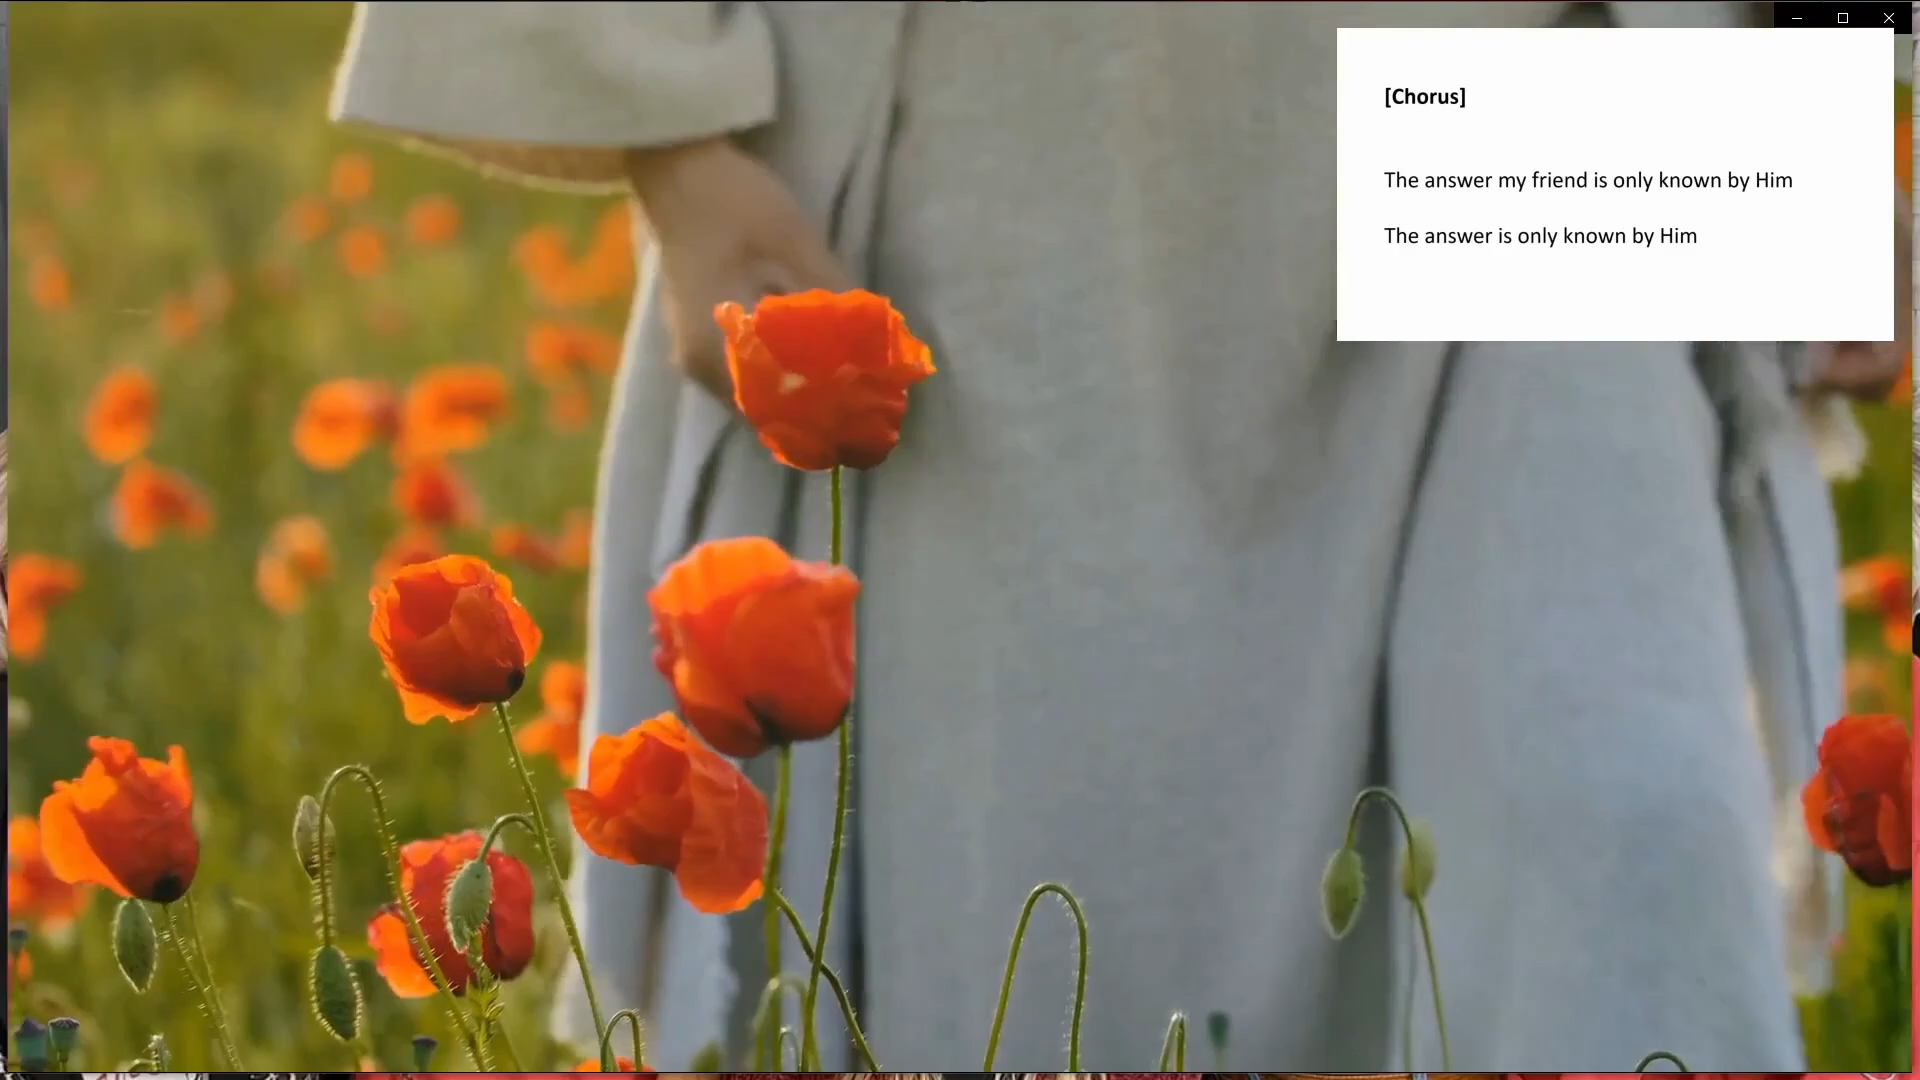 [Chorus]
The answer my friend is only known by Him
The answer is only known by Him